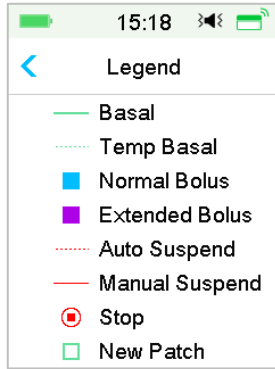 15:18
Legend
Basal
Temp Basal
Normal Bolus
Extended Bolus
Auto Suspend
Manual Suspend
Stop
New Patch